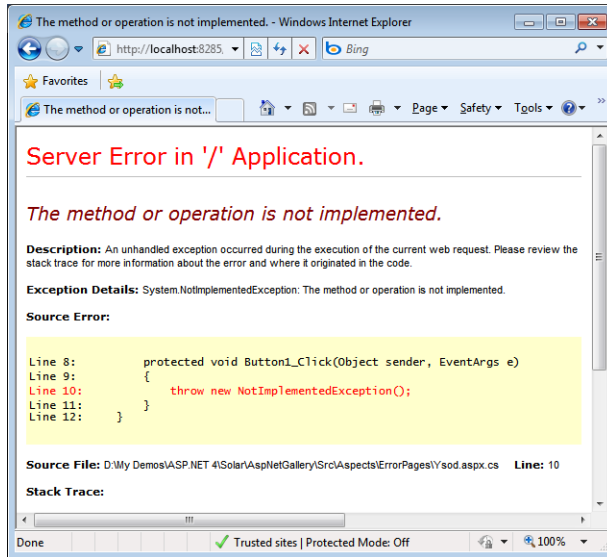 The method or operation is not implemented. - Windows Internet Explorer
http://localhost:8285,
Bing
Favorites
The method or operation is not...
Page
Safety
Tools
»
Server Error in '/' Application.
The method or operation is not implemented.
Description: An unhandled exception occurred during the execution of the current web request. Please review the
stack trace for more information about the error and where it originated in the code.
Exception Details: System.NotImplementedException: The method or operation is not implemented.
Source Error:
Line 8: protected void Button1_Click(Object sender, EventArgs e)
Line 9: {
Line 10: throw new NotImplementedException();
Line 11: }
Line 12: }
Source File: D:\My Demos\ASP.NET 4\Solar\AspNetGallery\Src\Aspects\ErrorPages\Ysod.aspx.cs Line: 10
Stack Trace:
Done
Trusted sites | Protected Mode: Off
100%